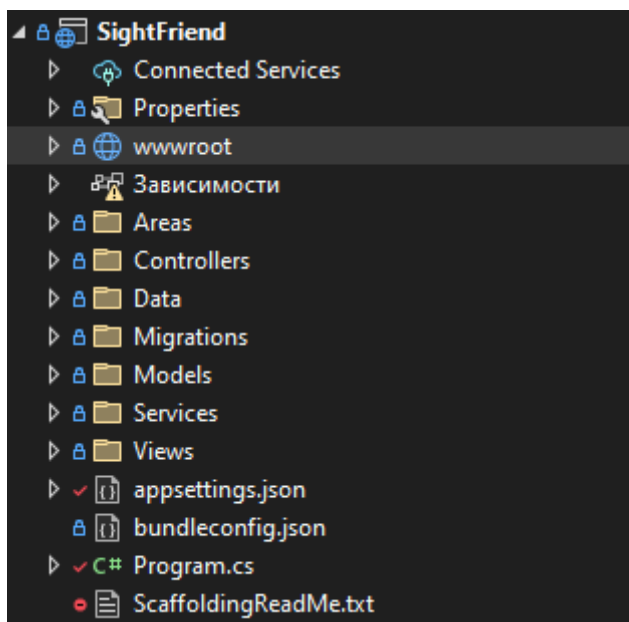 SightFriend
Connected Services
Properties
wwwroot
Зависимости
Areas
Controllers
Data
Migrations
Models
Services
Views
appsettings.json
bundleconfig.json
C# Program.cs
ScaffoldingReadMe.txt